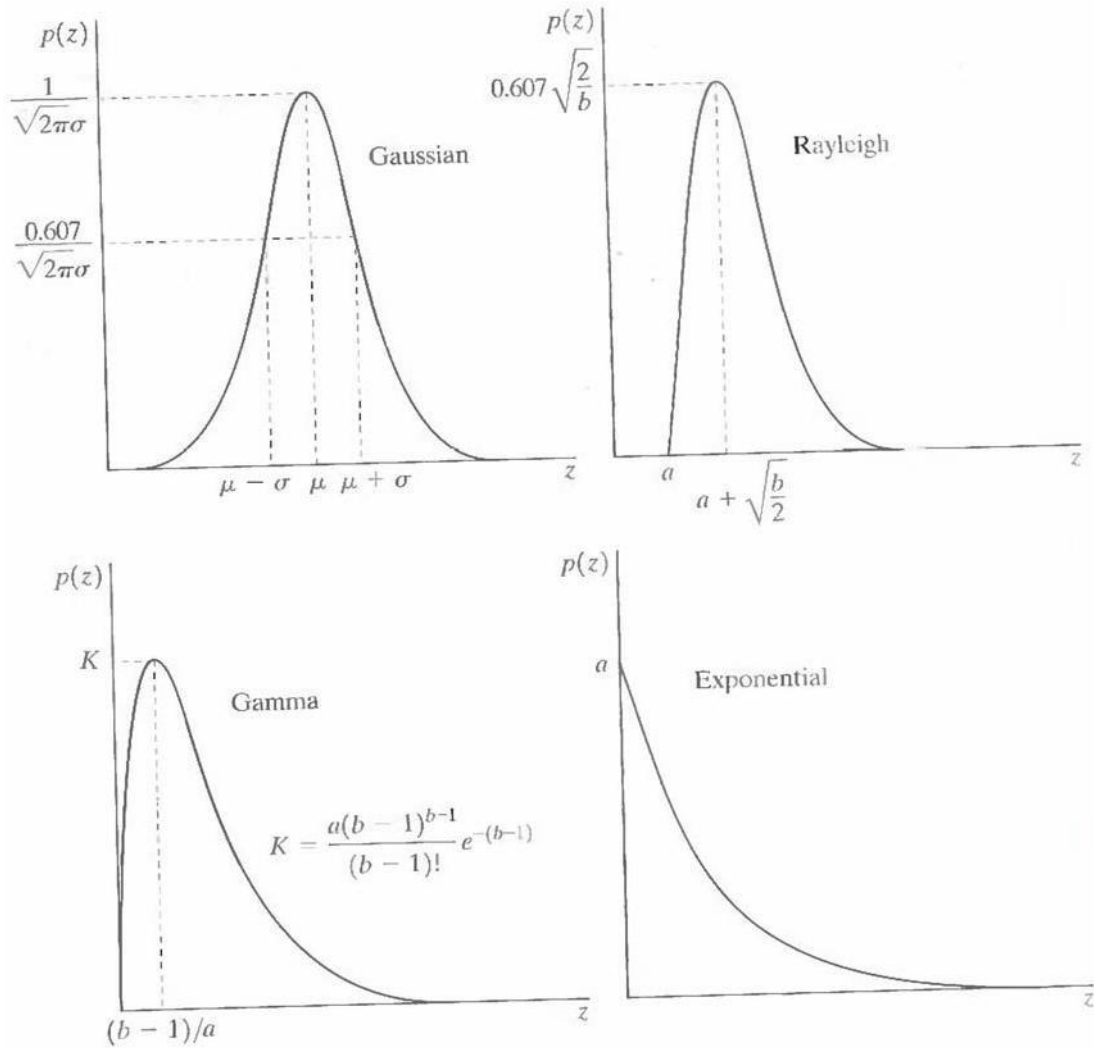 p(z)
1
√2πσ
Gaussian
0.607
√2πσ
μ − σ μ μ + σ z
p(z)
0.607 √2/b
Rayleigh
a z
a + √b/2
p(z)
K
Gamma
K = a(b − 1)^{b−1} / (b − 1)! e^{−(b−1)}
(b − 1)/a z
p(z)
a
Exponential
z